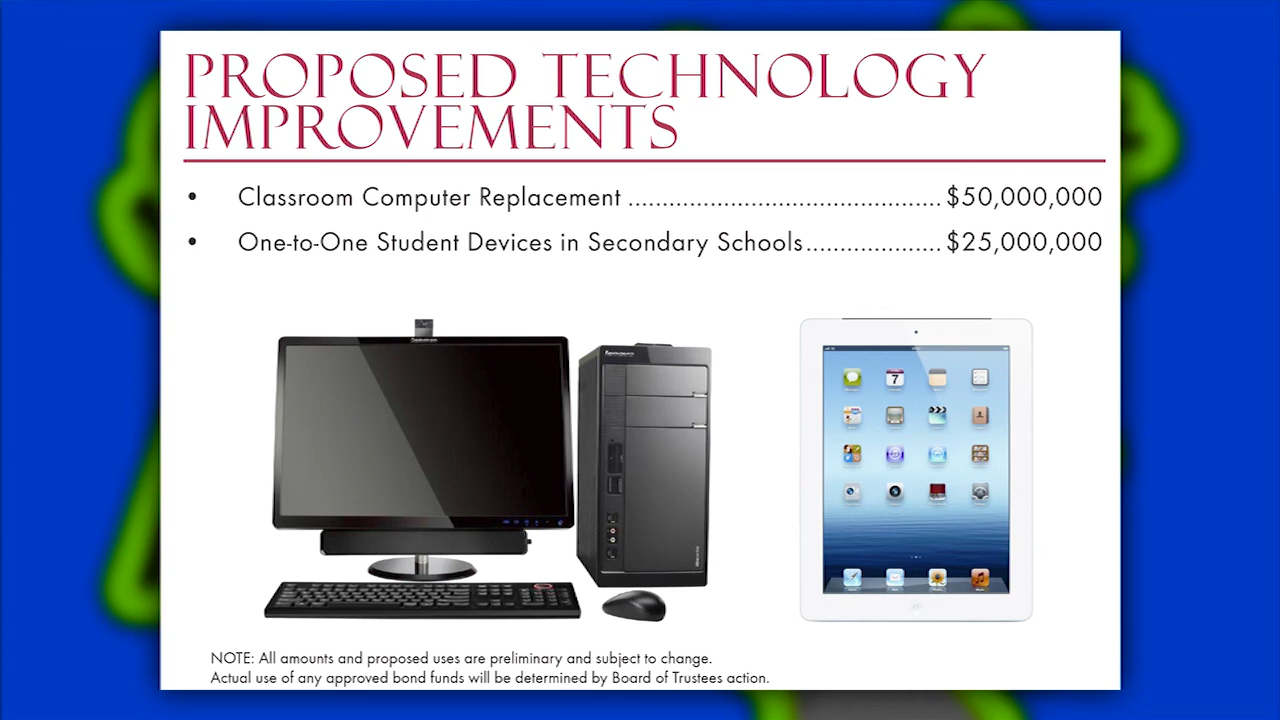 PROPOSED TECHNOLOGY
IMPROVEMENTS
• Classroom Computer Replacement ............................................. $50,000,000
• One-to-One Student Devices in Secondary Schools.................... $25,000,000
7
NOTE: All amounts and proposed uses are preliminary and subject to change.
Actual use of any approved bond funds will be determined by Board of Trustees action.